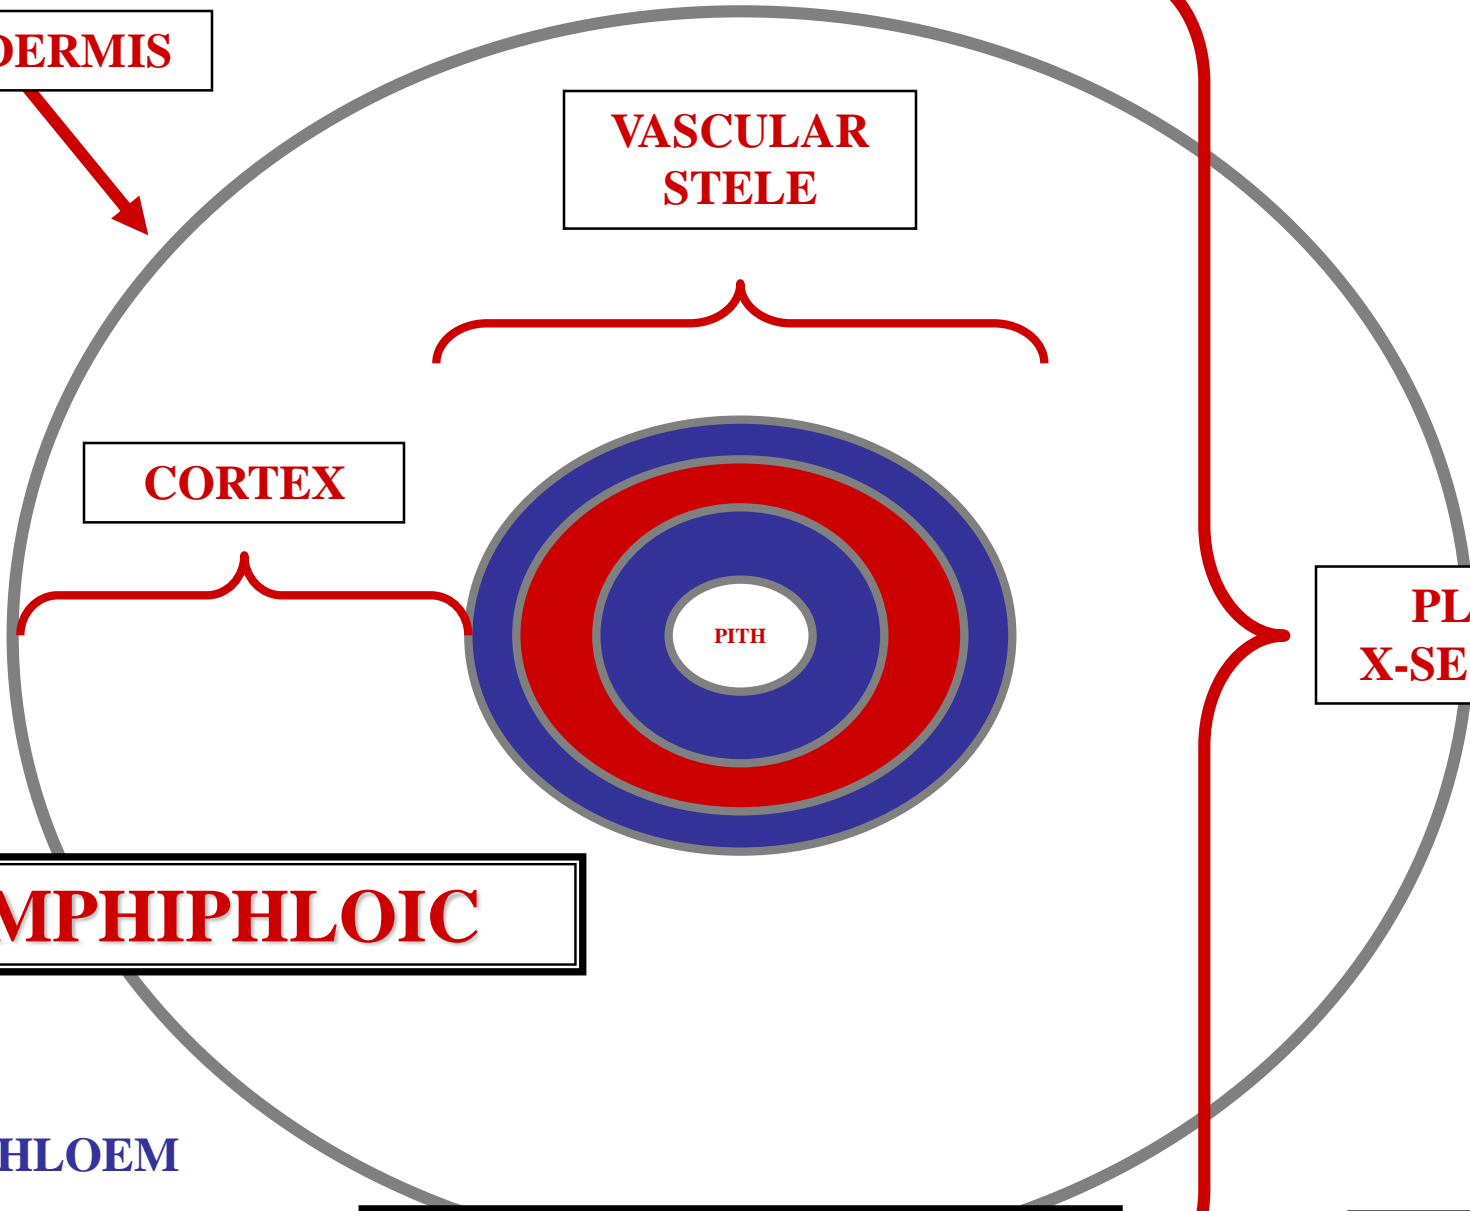 DERMIS
VASCULAR
STELE
CORTEX
PITH
PL
X-SE
MPHIPHLOIC
HLOEM